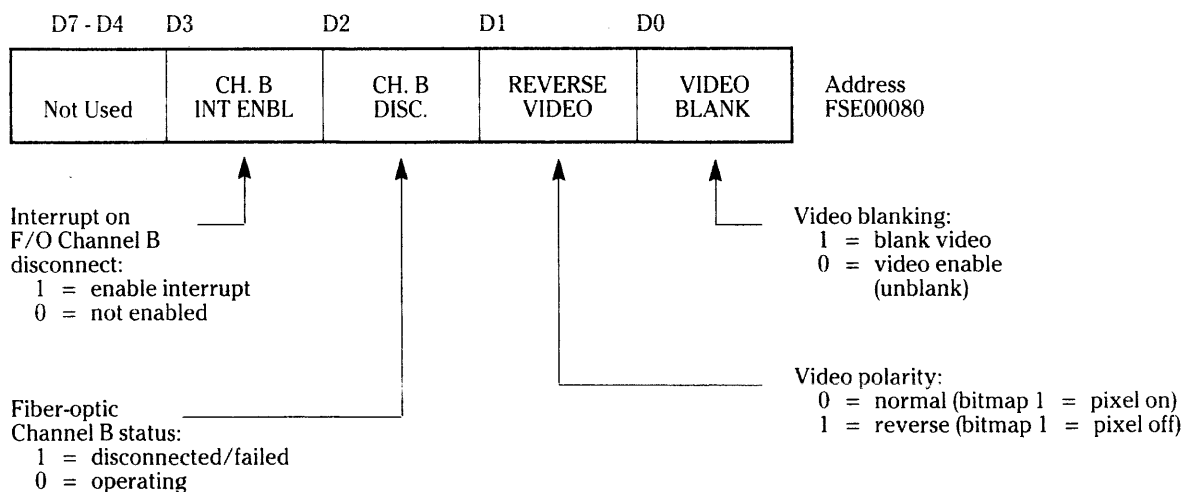 D7 - D4 D3 D2 D1 D0
Not Used
CH. B
INT ENBL
CH. B
DISC.
REVERSE
VIDEO
VIDEO
BLANK
Address
FSE00080
Interrupt on
F/O Channel B
disconnect:
1 = enable interrupt
0 = not enabled
Fiber-optic
Channel B status:
1 = disconnected/failed
0 = operating
Video blanking:
1 = blank video
0 = video enable
(unblank)
Video polarity:
0 = normal (bitmap 1 = pixel on)
1 = reverse (bitmap 1 = pixel off)